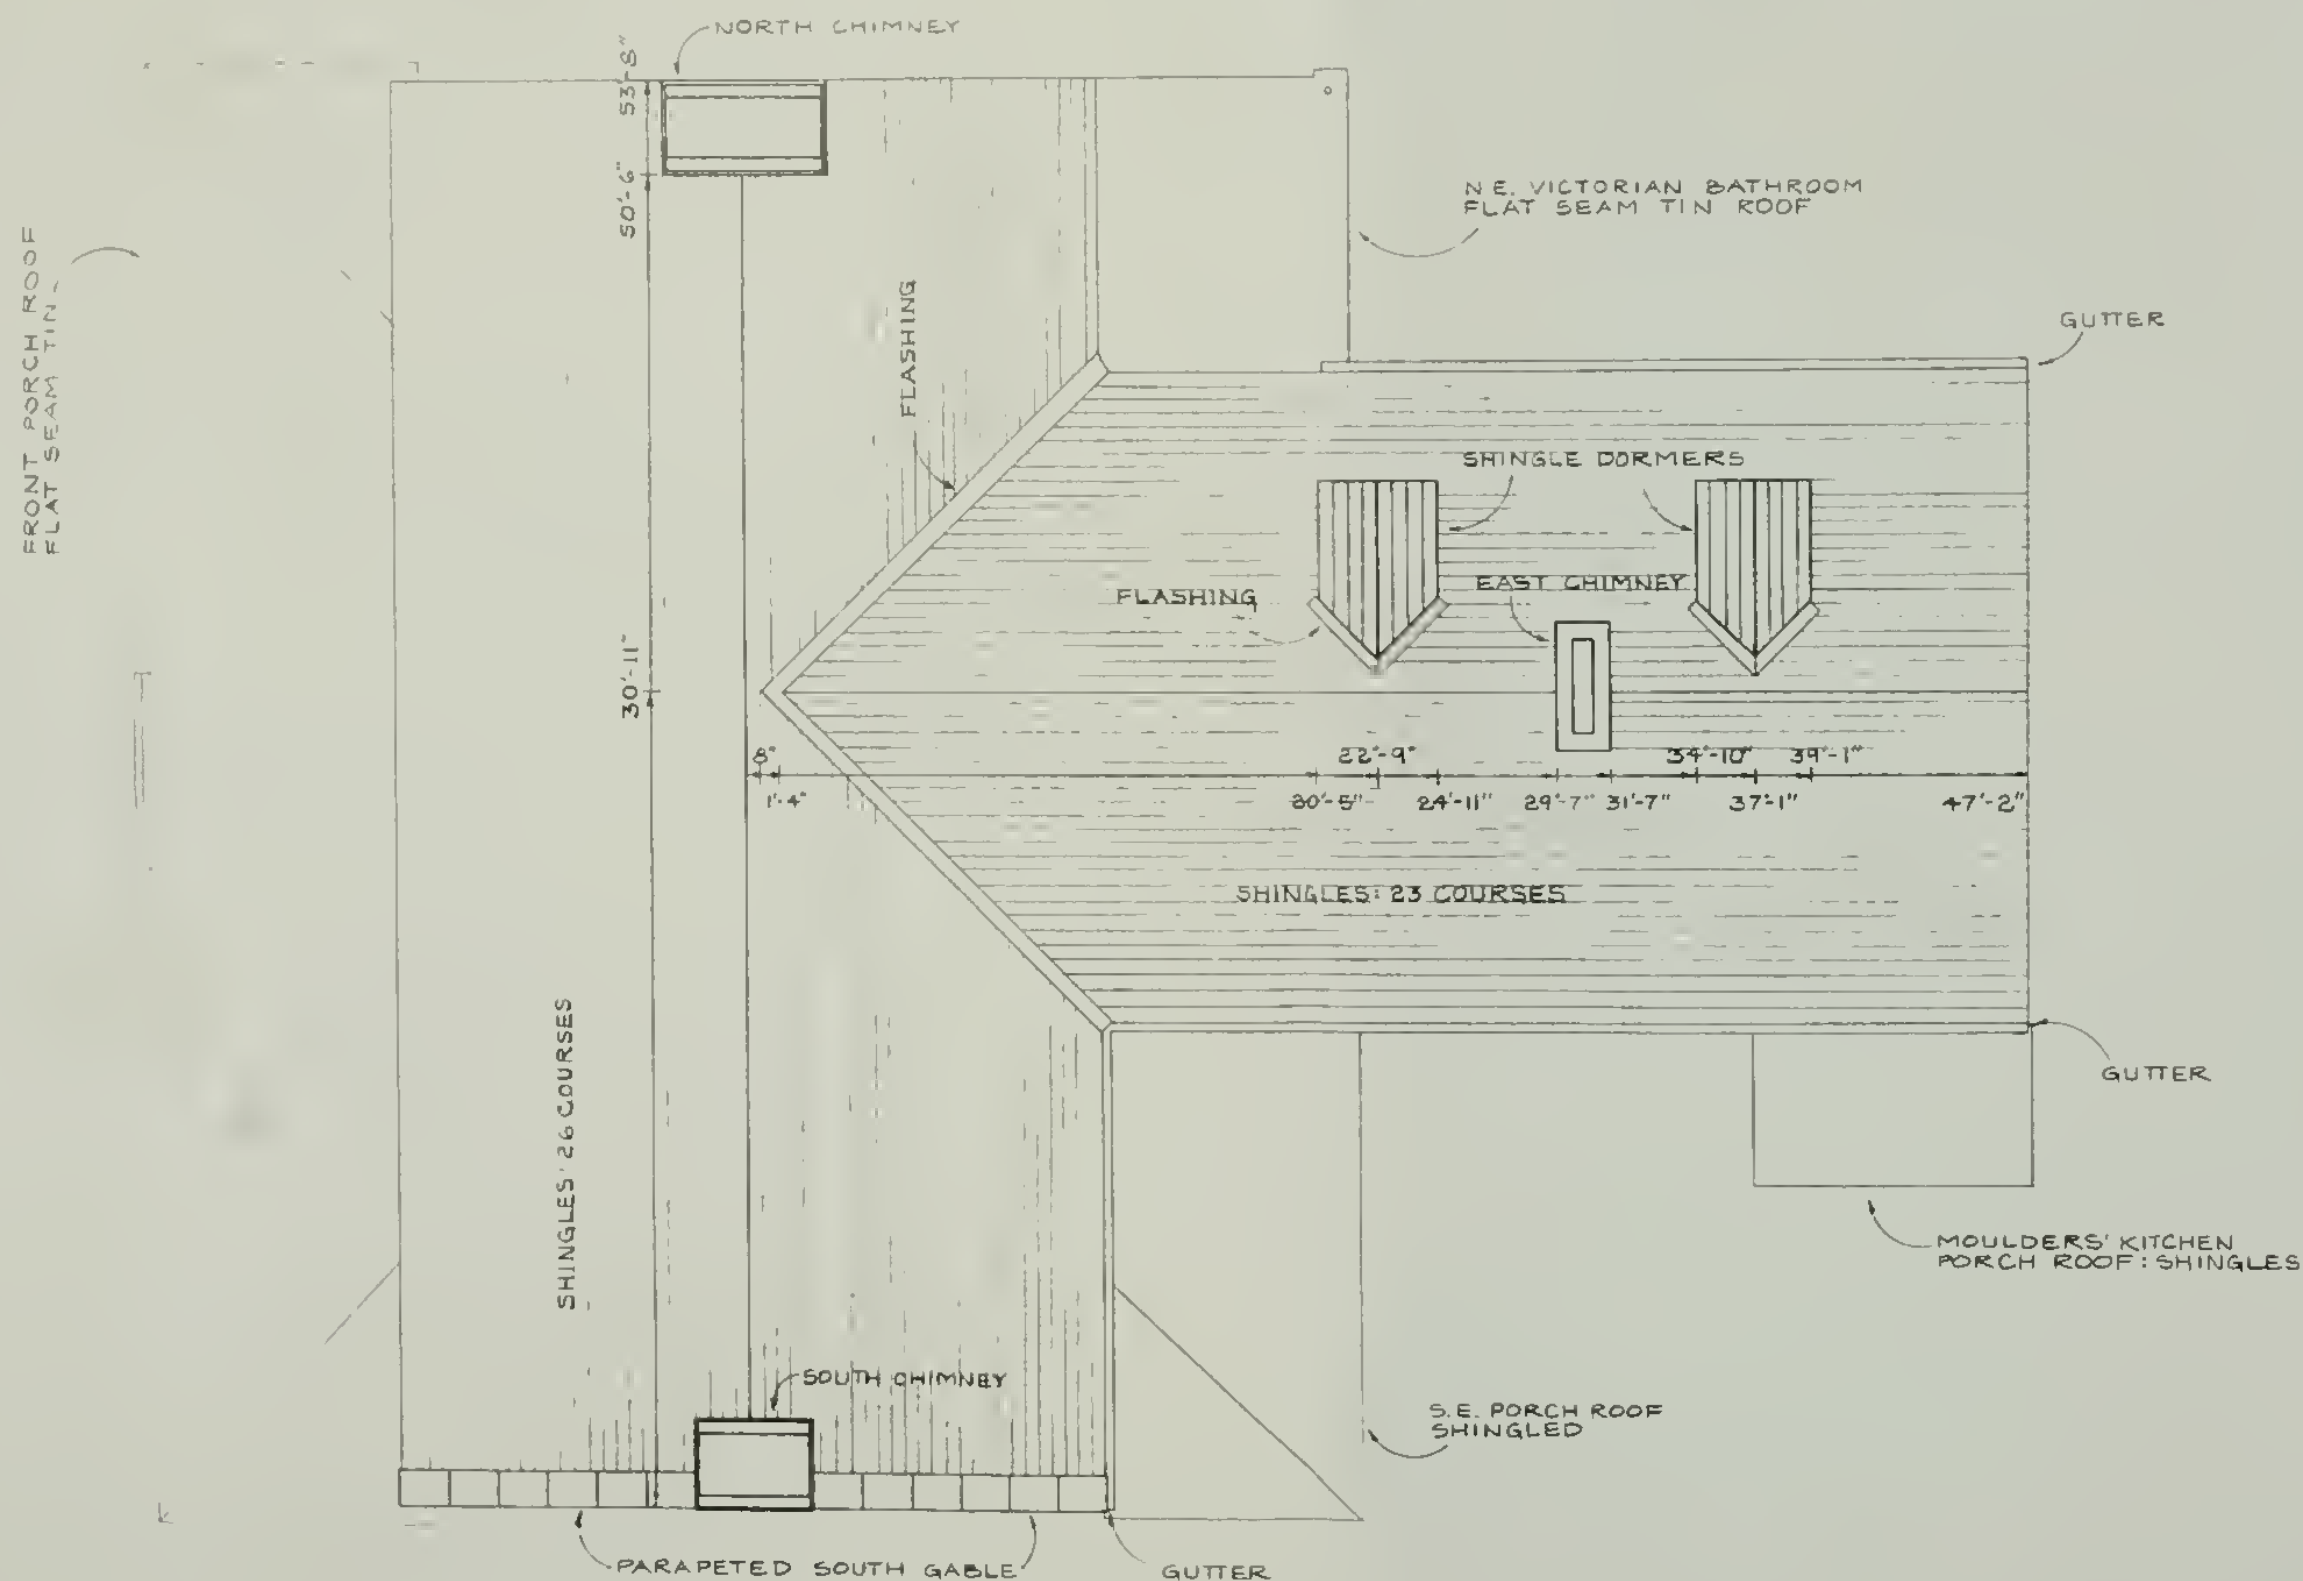 NORTH CHIMNEY
53'-8"
50'-6"
FRONT PORCH ROOF
FLAT SEAM TIN
N.E. VICTORIAN BATHROOM
FLAT SEAM TIN ROOF
FLASHING
GUTTER
SHINGLE DORMERS
EAST CHIMNEY
FLASHING
30'-11"
8"
22'-9"
34'-10"
39'-1"
1'-4"
20'-5"
24'-11"
29'-7"
31'-7"
37'-1"
47'-2"
SHINGLES: 23 COURSES
SHINGLES: 26 COURSES
GUTTER
MOULDERS' KITCHEN
PORCH ROOF: SHINGLES
SOUTH CHIMNEY
S.E. PORCH ROOF
SHINGLED
PARAPETED SOUTH GABLE
GUTTER